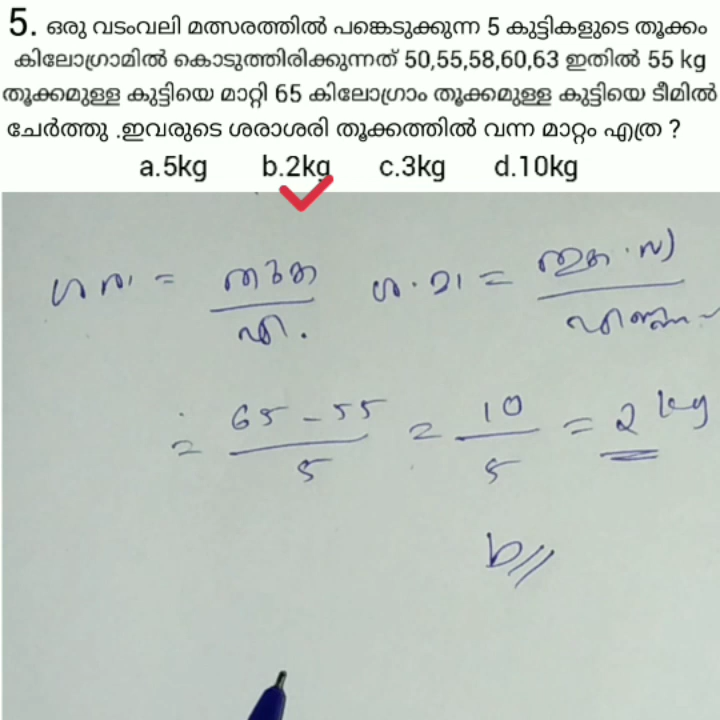 5. ഒരു വടംവലി മത്സരത്തിൽ പങ്കെടുക്കുന്ന 5 കുട്ടികളുടെ തൂക്കം
കിലോഗ്രാമിൽ കൊടുത്തിരിക്കുന്നത് 50,55,58,60,63 ഇതിൽ 55 kg
തൂക്കമുള്ള കുട്ടിയെ മാറ്റി 65 കിലോഗ്രാം തൂക്കമുള്ള കുട്ടിയെ ടീമിൽ
ചേർത്തു .ഇവരുടെ ശരാശരി തൂക്കത്തിൽ വന്ന മാറ്റം എത്ര ?
a.5kg b.2kg c.3kg d.10kg
= 65 - 55 / 5 = 10 / 5 = 2 kg
b//